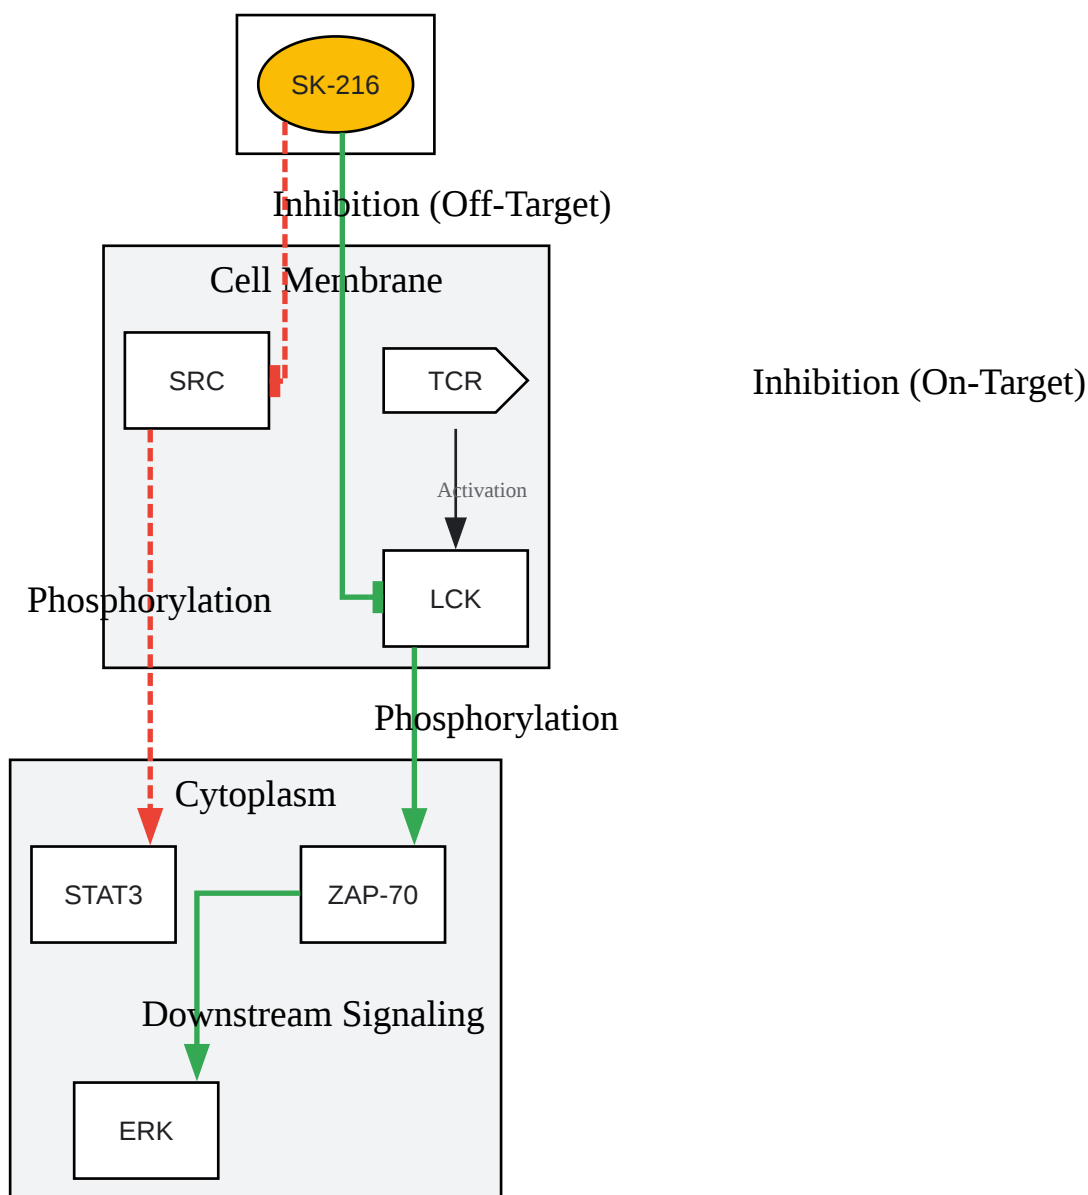 SK-216
Inhibition (Off-Target)
Cell Membrane
SRC
TCR
Inhibition (On-Target)
Activation
LCK
Phosphorylation
Phosphorylation
Cytoplasm
STAT3
ZAP-70
Downstream Signaling
ERK